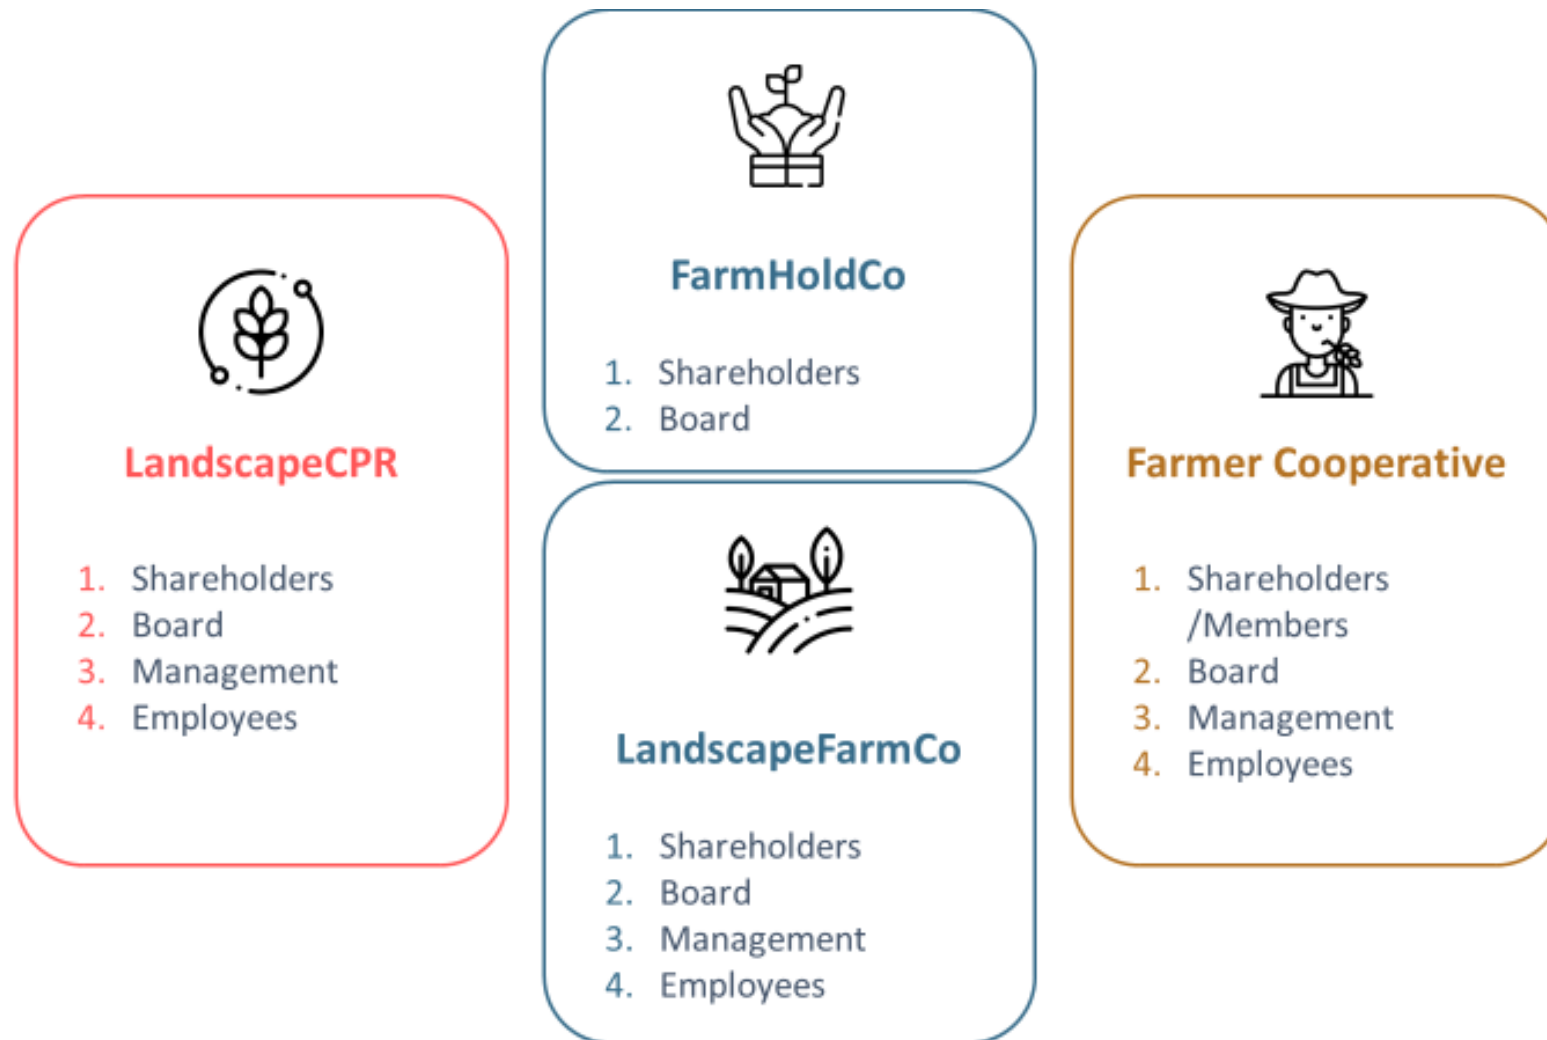 FarmHoldCo
1. Shareholders
2. Board
LandscapeCPR
1. Shareholders
2. Board
3. Management
4. Employees
LandscapeFarmCo
1. Shareholders
2. Board
3. Management
4. Employees
Farmer Cooperative
1. Shareholders
/Members
2. Board
3. Management
4. Employees